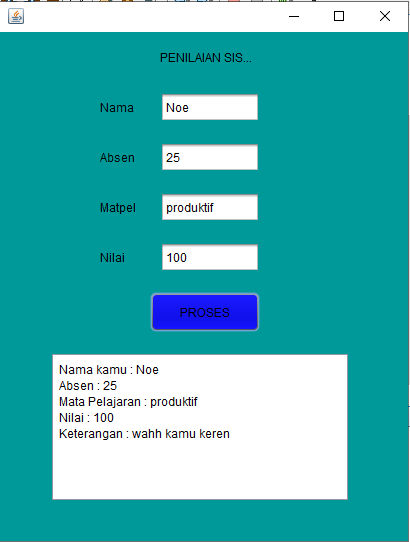 PENILAIAN SIS...
Nama Noe
Absen 25
Matpel produktif
Nilai 100
PROSES
Nama kamu : Noe
Absen : 25
Mata Pelajaran : produktif
Nilai : 100
Keterangan : wahh kamu keren